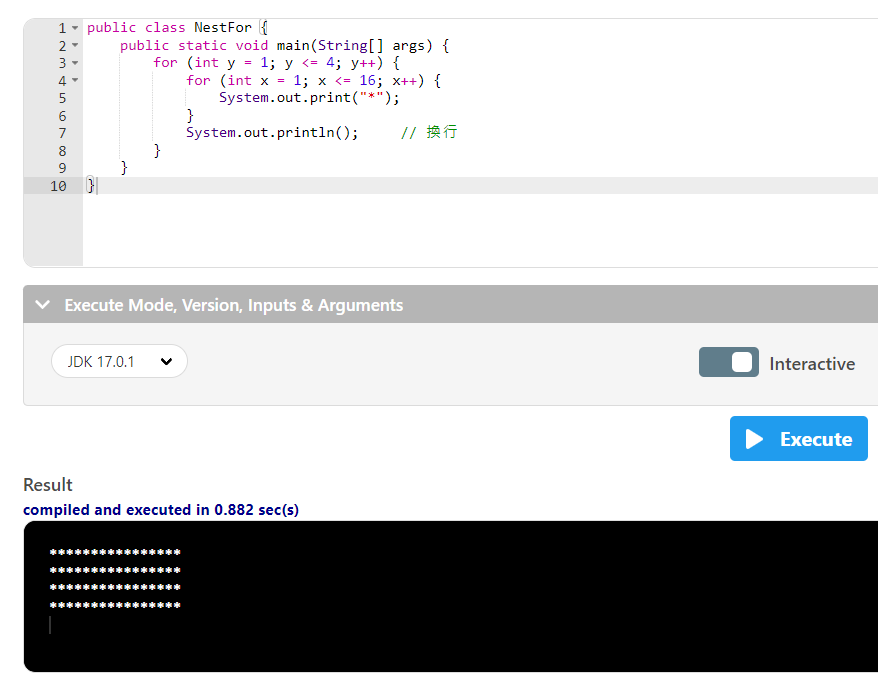 1 public class NestFor {
2 public static void main(String[] args) {
3 for (int y = 1; y <= 4; y++) {
4 for (int x = 1; x <= 16; x++) {
5 System.out.print("*");
6 }
7 System.out.println();     // 換行
8 }
9 }
10 }
Execute Mode, Version, Inputs & Arguments
JDK 17.0.1
Interactive
Execute
Result
compiled and executed in 0.882 sec(s)
****************
****************
****************
****************